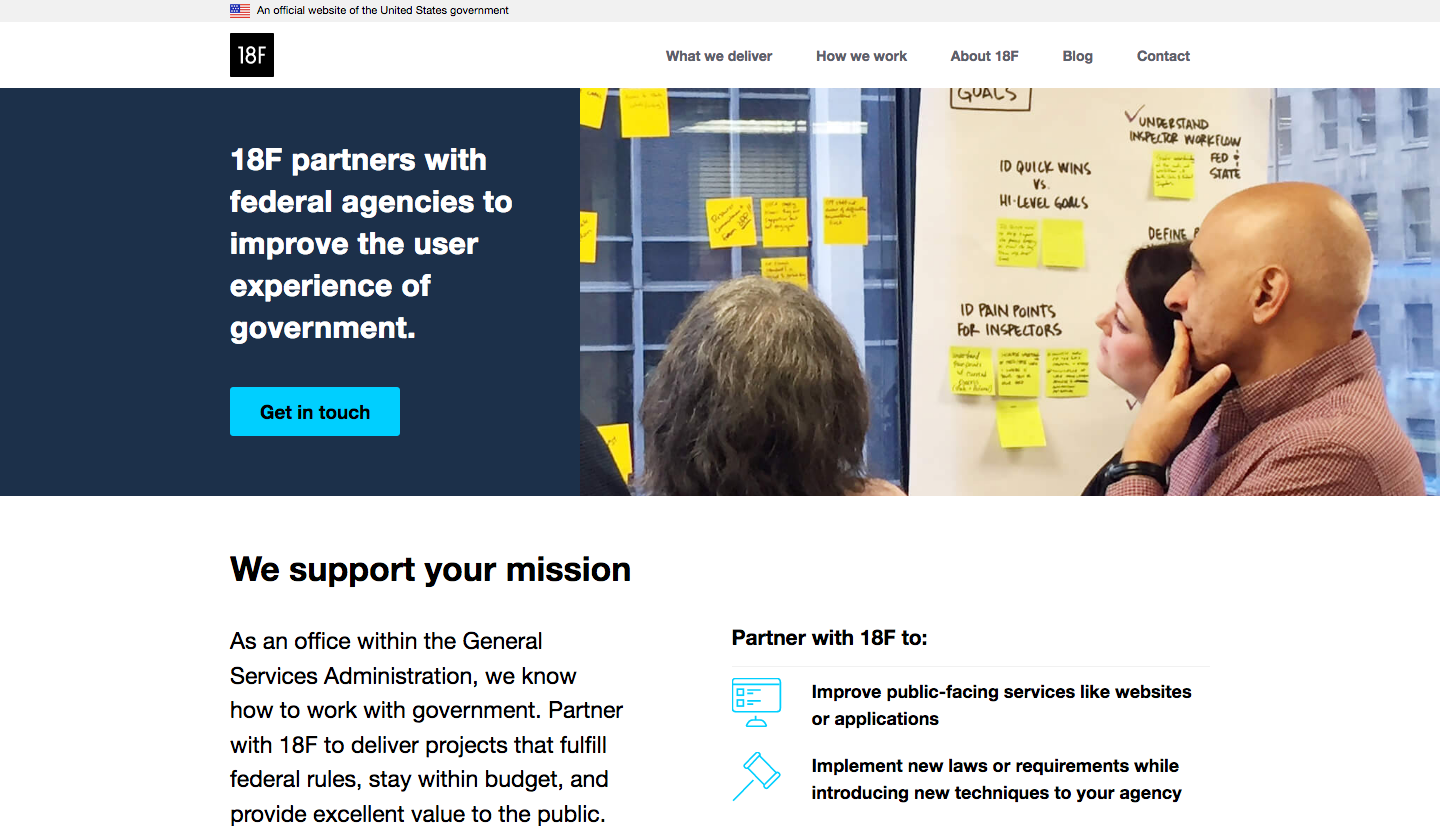 An official website of the United States government
18F
What we deliver
How we work
About 18F
Blog
Contact
18F partners with
federal agencies to
improve the user
experience of
government.
Get in touch
GOALS
UNDERSTAND
INSPECTOR WORKFLOW
FED &
STATE
ID QUICK WINS
VS.
HI-LEVEL GOALS
DEFINE
ID PAIN POINTS
FOR INSPECTORS
We support your mission
As an office within the General
Services Administration, we know
how to work with government. Partner
with 18F to deliver projects that fulfill
federal rules, stay within budget, and
provide excellent value to the public.
Partner with 18F to:
Improve public-facing services like websites
or applications
Implement new laws or requirements while
introducing new techniques to your agency